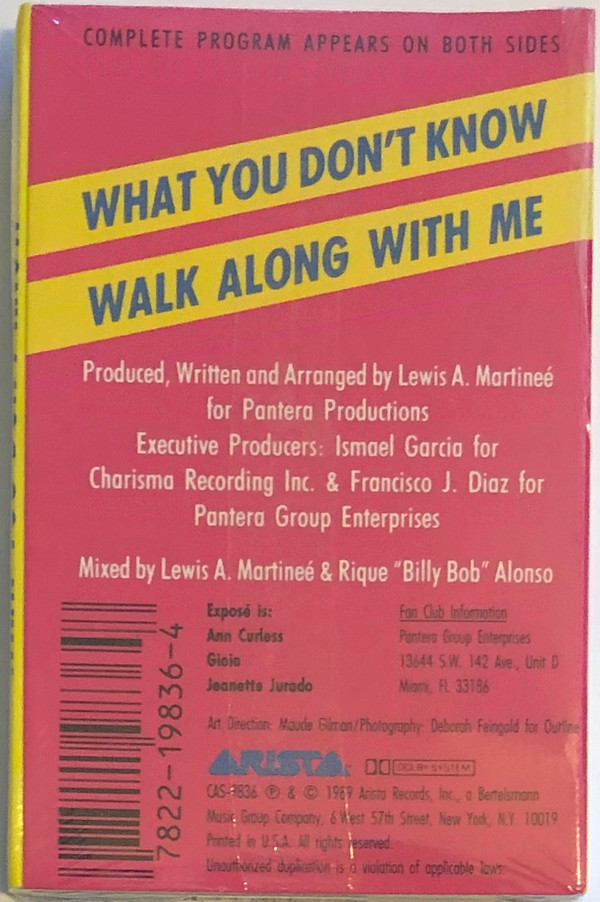 COMPLETE PROGRAM APPEARS ON BOTH SIDES
WHAT YOU DON'T KNOW
WALK ALONG WITH ME
Produced, Written and Arranged by Lewis A. Martineé
for Pantera Productions
Executive Producers: Ismael Garcia for
Charisma Recording Inc. & Francisco J. Diaz for
Pantera Group Enterprises
Mixed by Lewis A. Martineé & Rique "Billy Bob" Alonso
7822-19836-4
Exposé is:
Ann Curless
Gioia
Jeanette Jurado
Fan Club Information
Pantera Group Enterprises
13644 S.W. 142 Ave., Unit D
Miami, FL 33186
Art Direction: Maude Gilman/Photography: Deborah Feingold for Outline
ARISTA
DOLBY SYSTEM
CAS-9836 ℗ & © 1989 Arista Records, Inc., a Bertelsmann
Music Group Company, 6 West 57th Street, New York, N.Y. 10019
Printed in U.S.A. All rights reserved.
Unauthorized duplication is a violation of applicable laws.